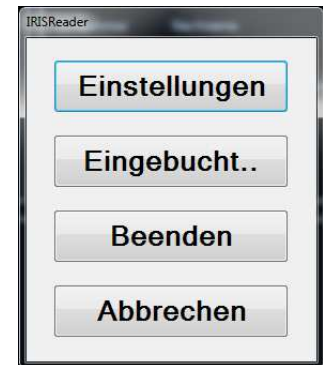 IRISReader
Einstellungen
Eingebucht..
Beenden
Abbrechen